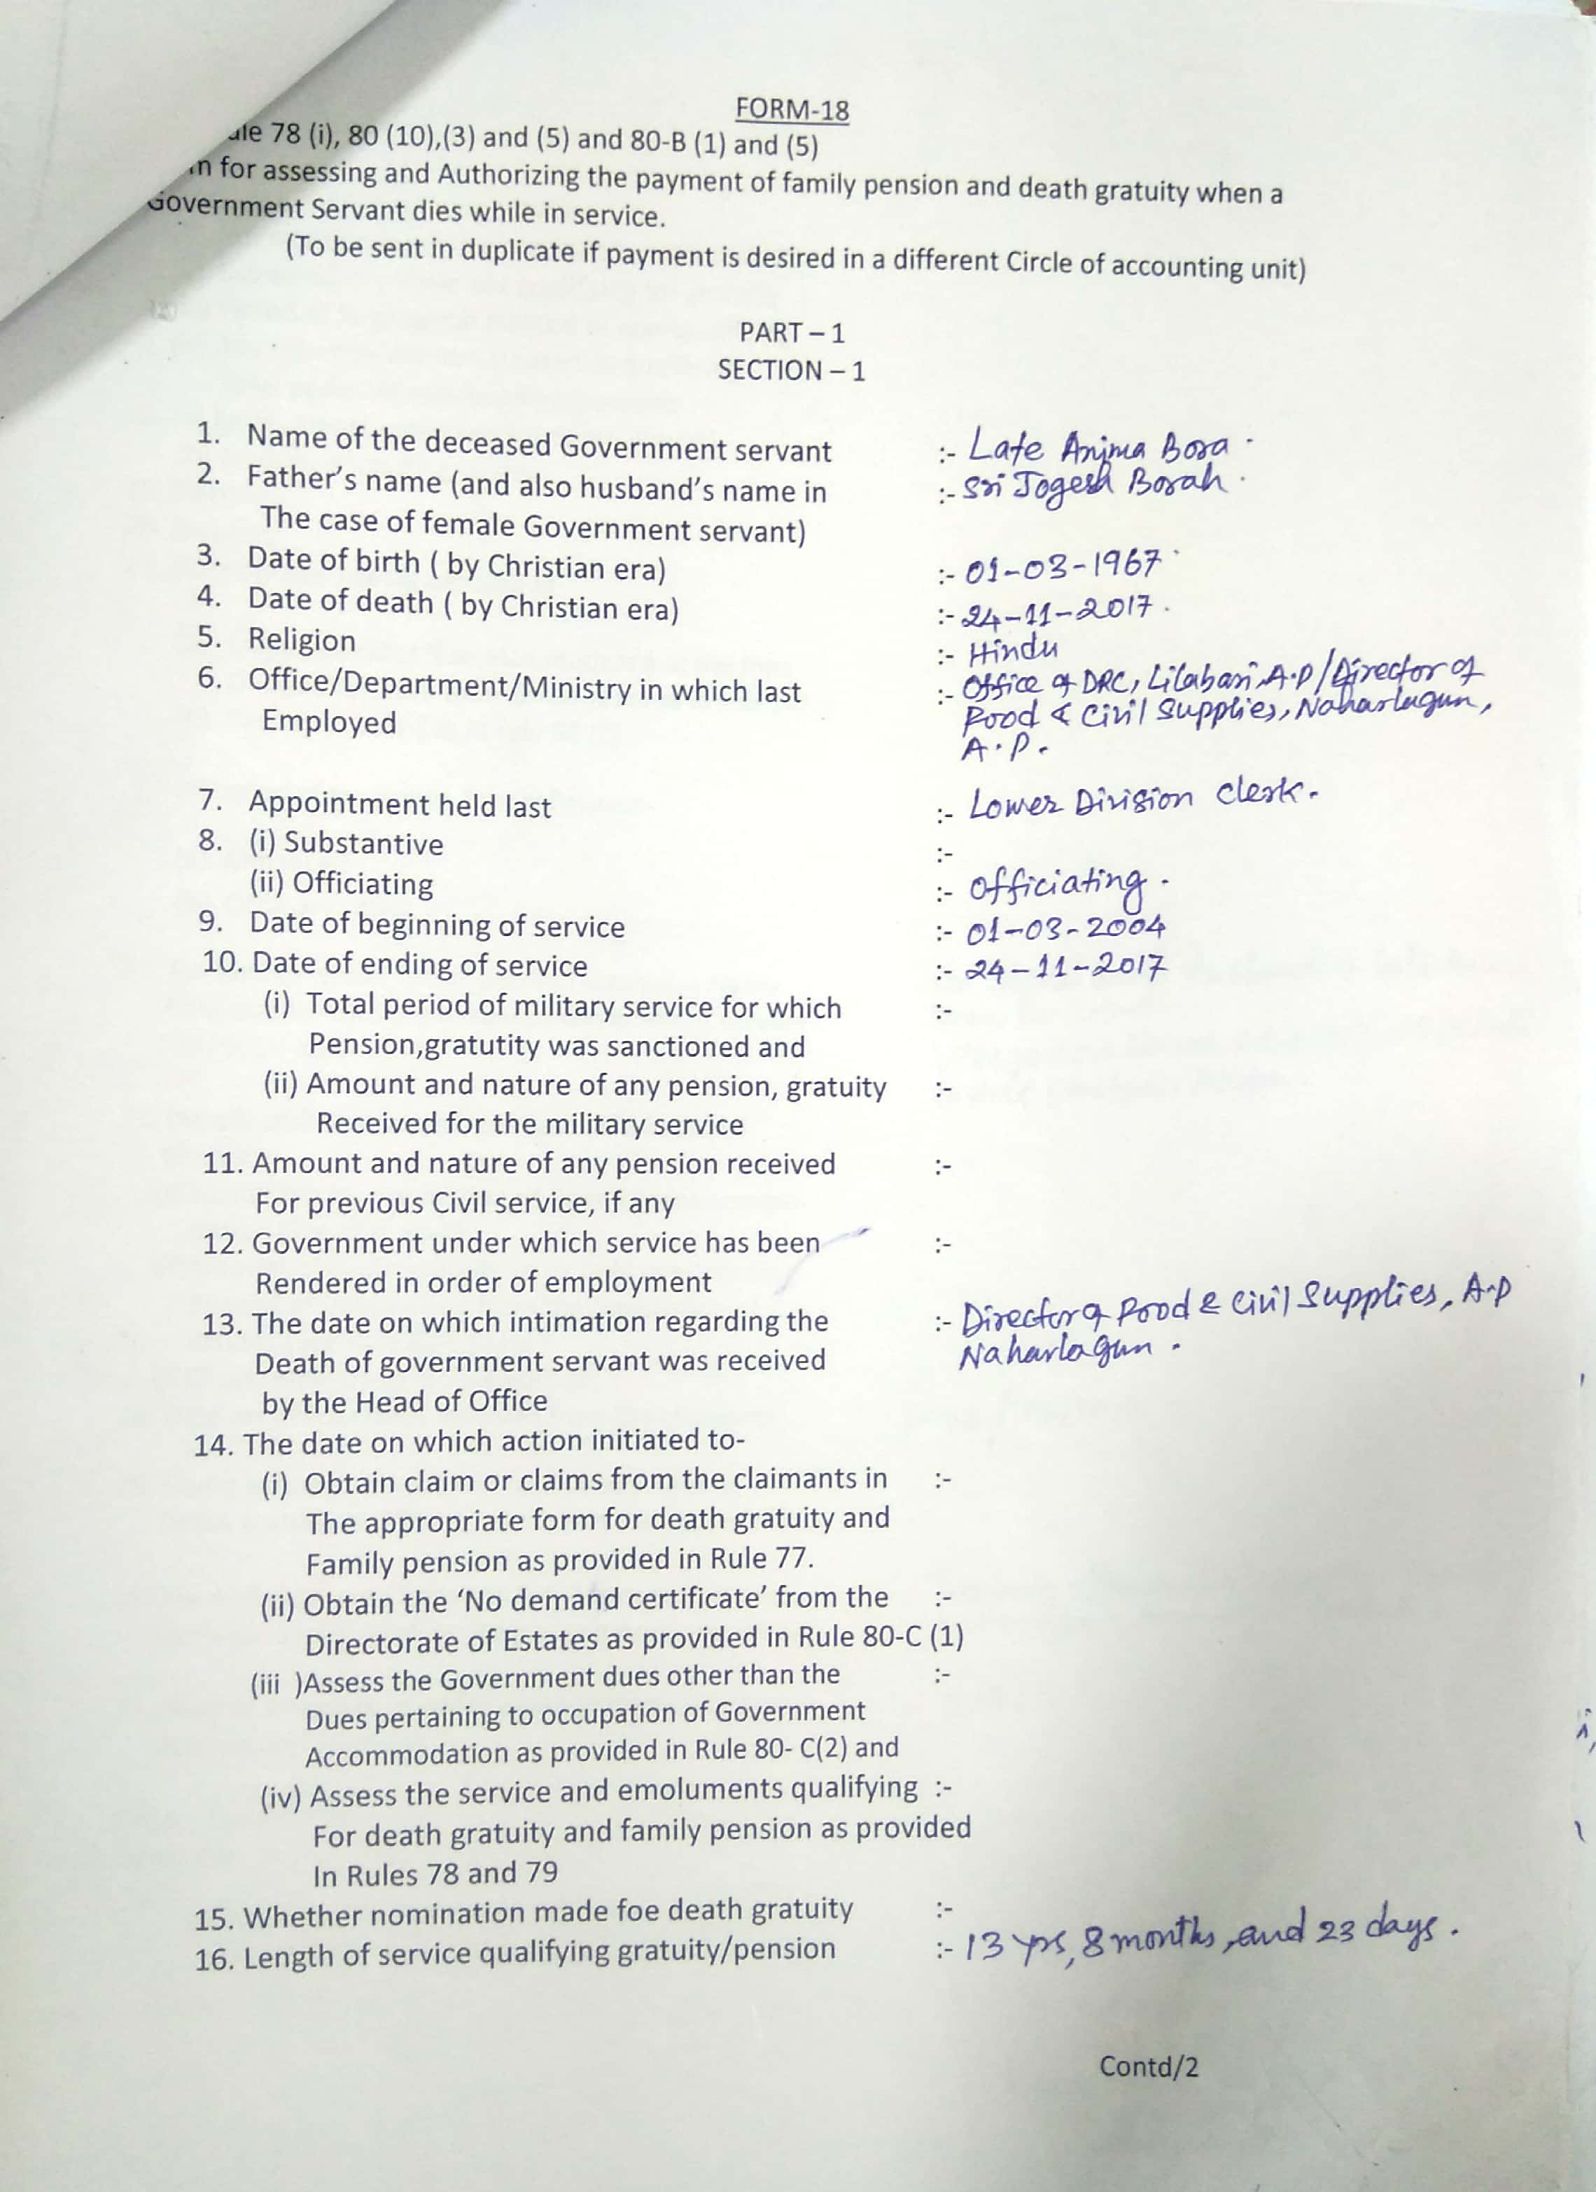 FORM-18
ule 78 (i), 80 (10),(3) and (5) and 80-B (1) and (5)
n for assessing and Authorizing the payment of family pension and death gratuity when a
Government Servant dies while in service.
(To be sent in duplicate if payment is desired in a different Circle of accounting unit)
PART – 1
SECTION – 1
1. Name of the deceased Government servant :- Late Anjma Bora .
2. Father's name (and also husband's name in :- Sri Jogesh Borah .
The case of female Government servant)
3. Date of birth ( by Christian era) :- 01-03-1967
4. Date of death ( by Christian era) :- 24-11-2017 .
5. Religion :- Hindu
6. Office/Department/Ministry in which last :- Office of DRC, Lilabari A.P/Director of
Employed Food & Civil Supplies, Naharlagun,
A.P.
7. Appointment held last :- Lower Division Clerk.
8. (i) Substantive :-
(ii) Officiating :- Officiating .
9. Date of beginning of service :- 01-03-2004
10. Date of ending of service :- 24-11-2017
(i) Total period of military service for which :-
Pension,gratutity was sanctioned and
(ii) Amount and nature of any pension, gratuity :-
Received for the military service
11. Amount and nature of any pension received :-
For previous Civil service, if any
12. Government under which service has been :-
Rendered in order of employment
13. The date on which intimation regarding the :- Director of Food & Civil Supplies, A.P
Death of government servant was received Naharlagun .
by the Head of Office
14. The date on which action initiated to-
(i) Obtain claim or claims from the claimants in :-
The appropriate form for death gratuity and
Family pension as provided in Rule 77.
(ii) Obtain the 'No demand certificate' from the :-
Directorate of Estates as provided in Rule 80-C (1)
(iii )Assess the Government dues other than the :-
Dues pertaining to occupation of Government
Accommodation as provided in Rule 80- C(2) and
(iv) Assess the service and emoluments qualifying :-
For death gratuity and family pension as provided
In Rules 78 and 79
15. Whether nomination made foe death gratuity :-
16. Length of service qualifying gratuity/pension :- 13 yrs, 8 months, and 23 days .
Contd/2